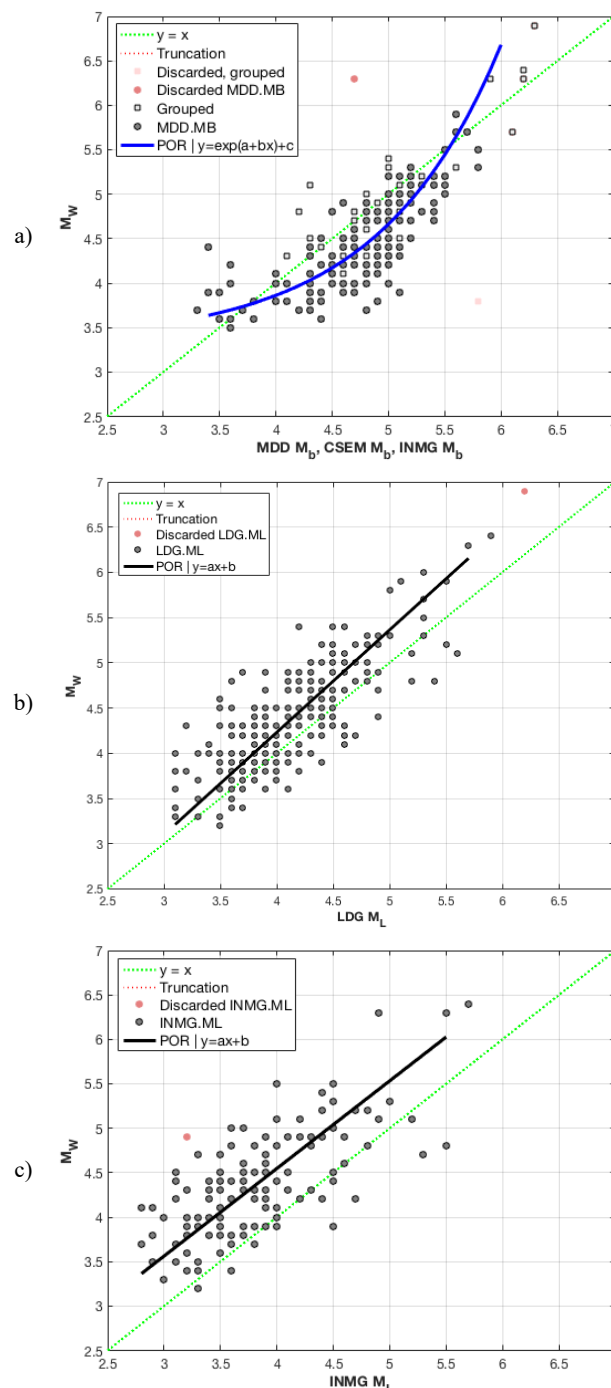 a)
7
6.5
6
5.5
5
4.5
4
3.5
3
2.5
M_W
y = x
Truncation
Discarded, grouped
Discarded MDD.MB
Grouped
MDD.MB
POR | y=exp(a+bx)+c
2.5 3 3.5 4 4.5 5 5.5 6 6.5
MDD M_b, CSEM M_b, INMG M_b
b)
7
6.5
6
5.5
5
4.5
4
3.5
3
2.5
M_W
y = x
Truncation
Discarded LDG.ML
LDG.ML
POR | y=ax+b
2.5 3 3.5 4 4.5 5 5.5 6 6.5
LDG M_L
c)
7
6.5
6
5.5
5
4.5
4
3.5
3
2.5
M_W
y = x
Truncation
Discarded INMG.ML
INMG.ML
POR | y=ax+b
2.5 3 3.5 4 4.5 5 5.5 6 6.5
INMG M